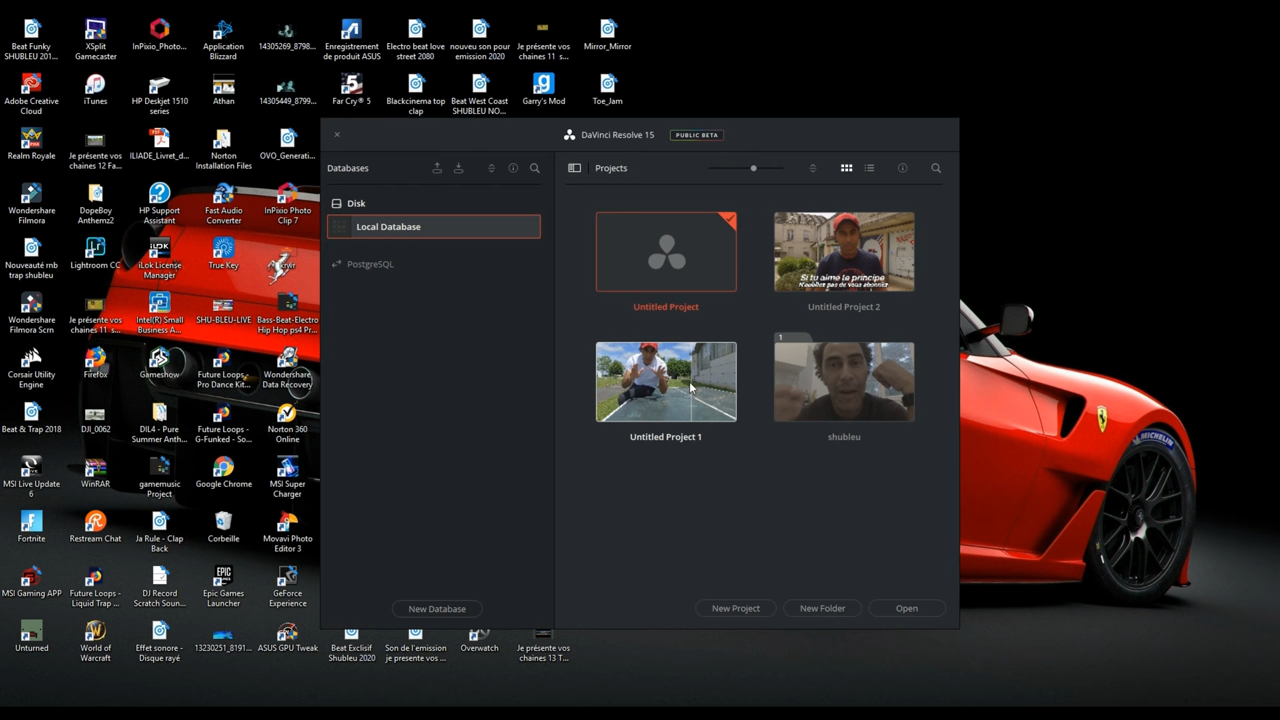 Beat Funky
SHUBLEU 201...
XSplit
Gamecaster
InPixio_Photo...
Application
Blizzard
14305269_8798...
Enregistrement
de produit ASUS
Electro beat love
street 2080
nouveu son pour
emission 2020
Je présente vos
chaines 11 s...
Mirror_Mirror
Adobe Creative
Cloud
iTunes
HP Deskjet 1510
series
Athan
14305449_8799...
Far Cry® 5
Blackcinema top
clap
Beat West Coast
SHUBLEU NO...
Garry's Mod
Toe_Jam
Realm Royale
Je présente vos
chaines 12 Fa...
ILIADE_Livret_d...
Norton
Installation Files
OVO_Generati...
Wondershare
Filmora
DopeBoy
Anthemz2
HP Support
Assistant
Fast Audio
Converter
InPixio Photo
Clip 7
Nouveauté rnb
trap shubleu
Lightroom CC
iLok License
Manager
True Key
Wondershare
Filmora Scrn
Je présente vos
chaines 11 s...
Intel(R) Small
Business A...
SHU-BLEU-LIVE
Bass-Beat-Electro
Hip Hop ps4 Pr...
Corsair Utility
Engine
Firefox
Gameshow
Future Loops -
Pro Dance Kit...
Wondershare
Data Recovery
Beat & Trap 2018
DJI_0062
DIL4 - Pure
Summer Anth...
Future Loops
- G-Funked - So...
Norton 360
Online
MSI Live Update
6
WinRAR
gamemusic
Project
Google Chrome
MSI Super
Charger
Fortnite
Restream Chat
Ja Rule - Clap
Back
Corbeille
Movavi Photo
Editor 3
MSI Gaming APP
Future Loops
- Liquid Trap ...
DJ Record
Scratch Soun...
Epic Games
Launcher
GeForce
Experience
Unturned
World of
Warcraft
Effet sonore -
Disque rayé
13230251_8191...
ASUS GPU Tweak
Beat Exclisif
Shubleu 2020
Son de l'emission
je presente vos ...
Overwatch
Je présente vos
chaines 13 T...
DaVinci Resolve 15
PUBLIC BETA
Databases
Projects
Disk
Local Database
PostgreSQL
Untitled Project
Si tu aime le principe
N'oubliez pas de vous abonner
Untitled Project 2
Untitled Project 1
1
shubleu
New Database
New Project
New Folder
Open
MICHELIN